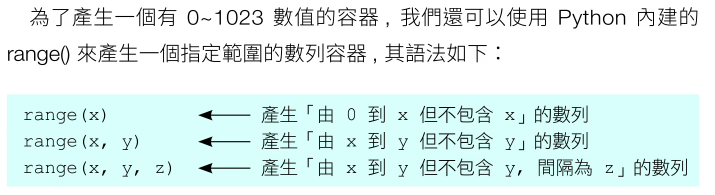 為了產生一個有 0~1023 數值的容器, 我們還可以使用 Python 內建的
range() 來產生一個指定範圍的數列容器, 其語法如下:
range(x) ← 產生「由 0 到 x 但不包含 x」的數列
range(x, y) ← 產生「由 x 到 y 但不包含 y」的數列
range(x, y, z) ← 產生「由 x 到 y 但不包含 y, 間隔為 z」的數列